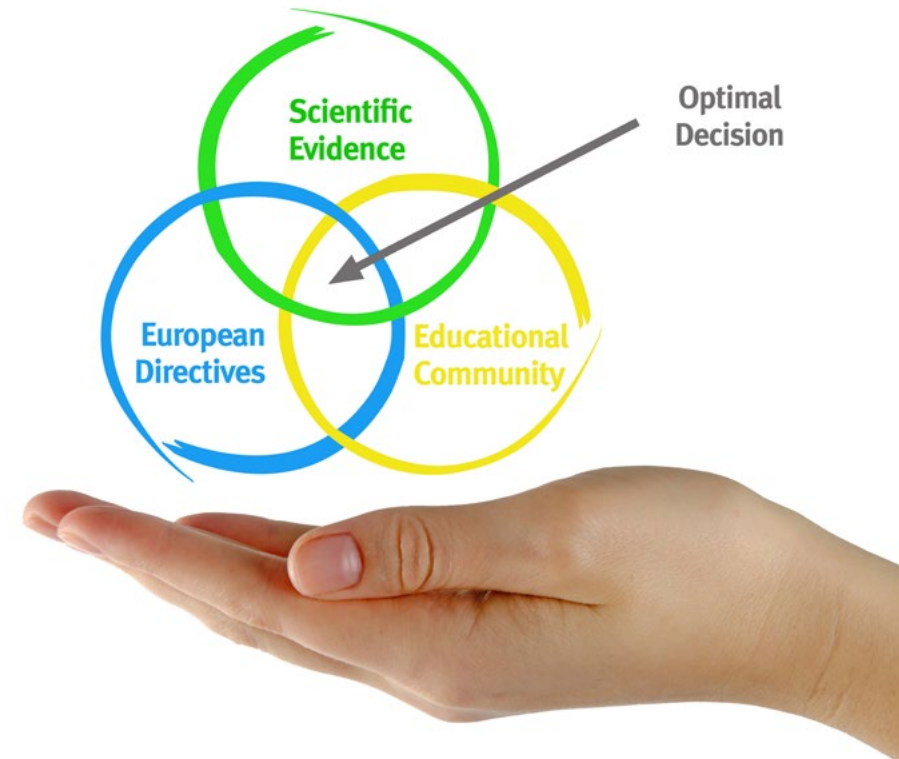 Scientific
Evidence
Optimal
Decision
European
Directives
Educational
Community